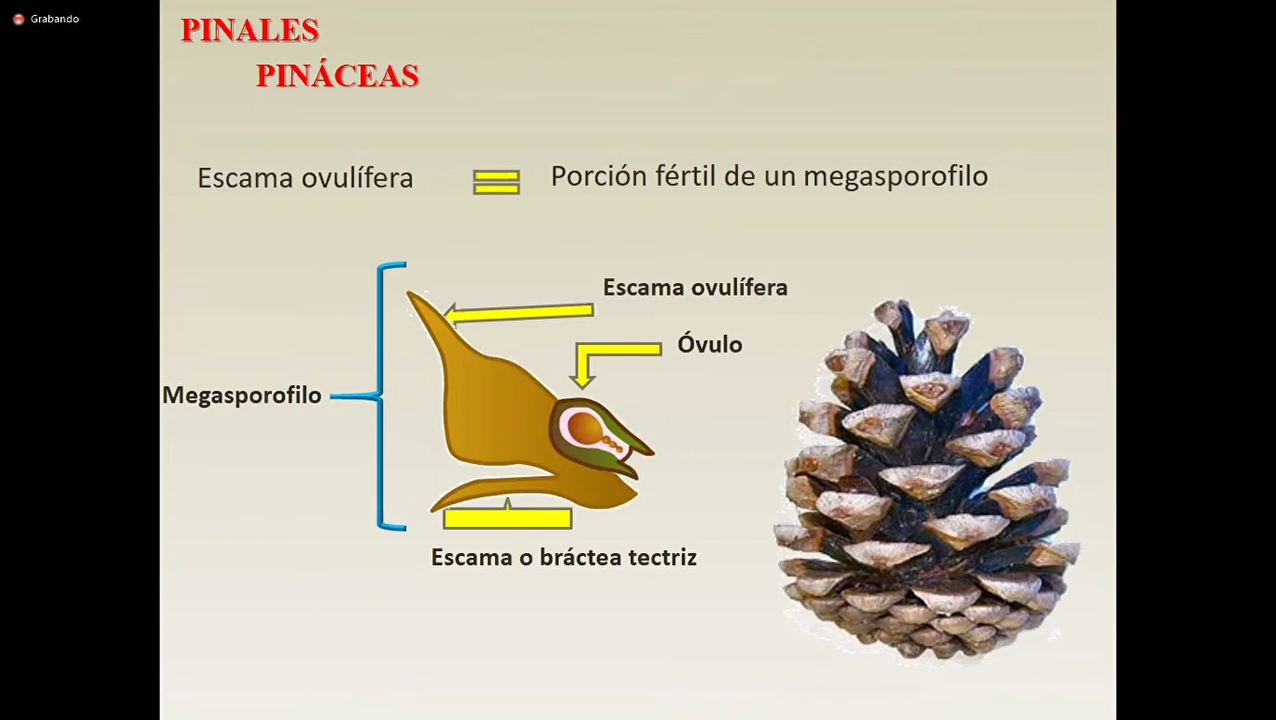 Grabando
PINALES
PINÁCEAS
Escama ovulífera = Porción fértil de un megasporofilo
Escama ovulífera
Óvulo
Megasporofilo
Escama o bráctea tectriz